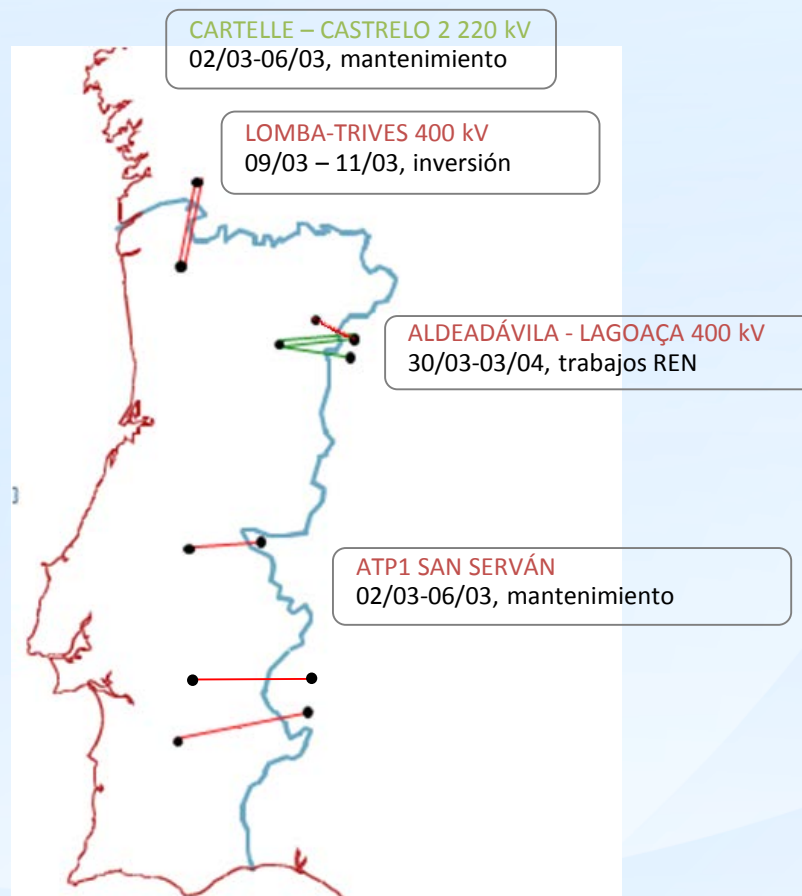 CARTELLE – CASTRELO 2 220 kV
02/03-06/03, mantenimiento
LOMBA-TRIVES 400 kV
09/03 – 11/03, inversión
ALDEADÁVILA - LAGOAÇA 400 kV
30/03-03/04, trabajos REN
ATP1 SAN SERVÁN
02/03-06/03, mantenimiento